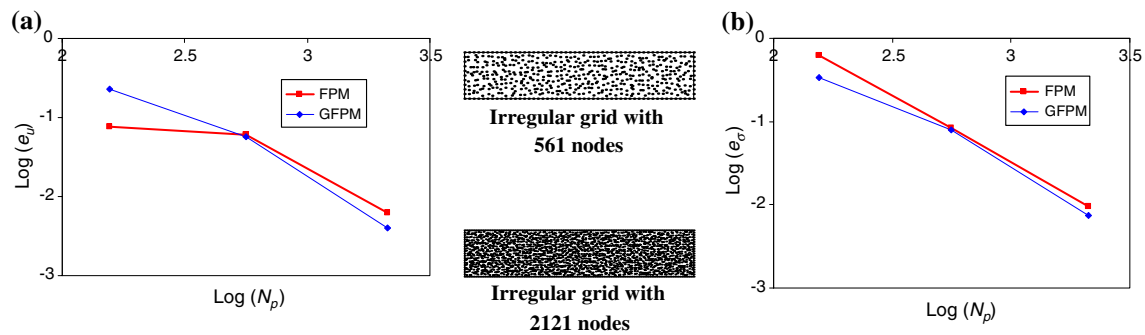 (a)
0
2
2.5
3
3.5
FPM
GFPM
-1
-2
-3
Log (e_u)
Log (N_p)
Irregular grid with
561 nodes
Irregular grid with
2121 nodes
(b)
0
2
2.5
3
3.5
FPM
GFPM
-1
-2
-3
Log (e_σ)
Log (N_p)